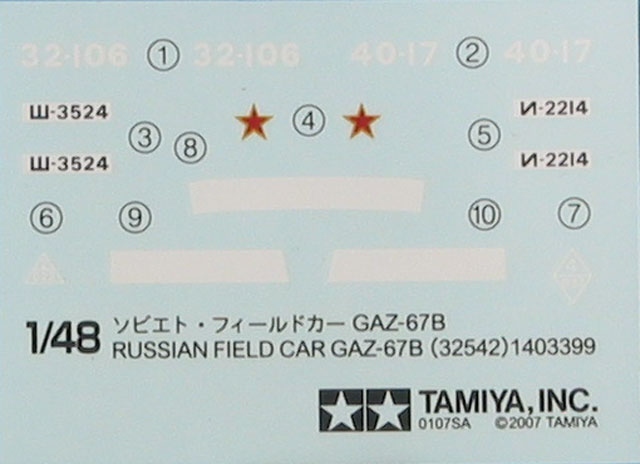 32-106 ① 32-106 40-17 ② 40-17
Ш-3524 ③ ⑧ ④ ⑤ И-2214
Ш-3524 И-2214
⑥ ⑨ ⑩ ⑦
1/48 ソビエト・フィールドカー GAZ-67B
RUSSIAN FIELD CAR GAZ-67B (32542)1403399
TAMIYA, INC.
0107SA ©2007 TAMIYA